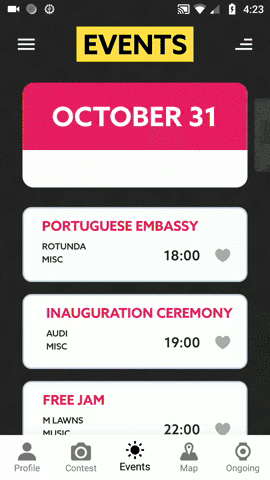 4:23
EVENTS
OCTOBER 31
PORTUGUESE EMBASSY
ROTUNDA
MISC
18:00
INAUGURATION CEREMONY
AUDI
MISC
19:00
FREE JAM
M LAWNS
MUSIC
22:00
Profile
Contest
Events
Map
Ongoing